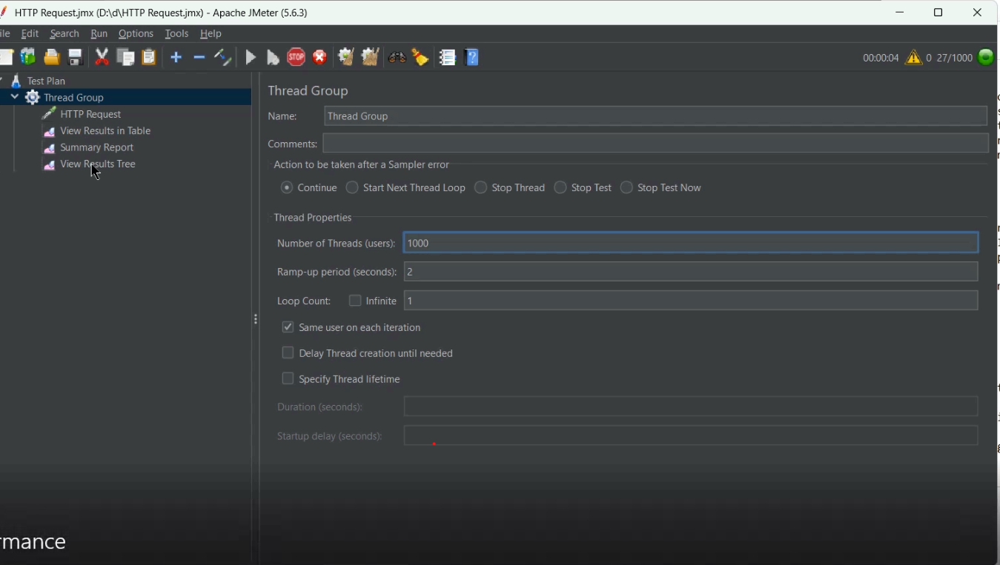 HTTP Request.jmx (D:\d\HTTP Request.jmx) - Apache JMeter (5.6.3)
ile Edit Search Run Options Tools Help
STOP 00:00:04 0 27/1000
Test Plan
Thread Group
HTTP Request
View Results in Table
Summary Report
View Results Tree
Thread Group
Name: Thread Group
Comments:
Action to be taken after a Sampler error
Continue Start Next Thread Loop Stop Thread Stop Test Stop Test Now
Thread Properties
Number of Threads (users): 1000
Ramp-up period (seconds): 2
Loop Count: Infinite 1
Same user on each iteration
Delay Thread creation until needed
Specify Thread lifetime
Duration (seconds):
Startup delay (seconds):
rmance